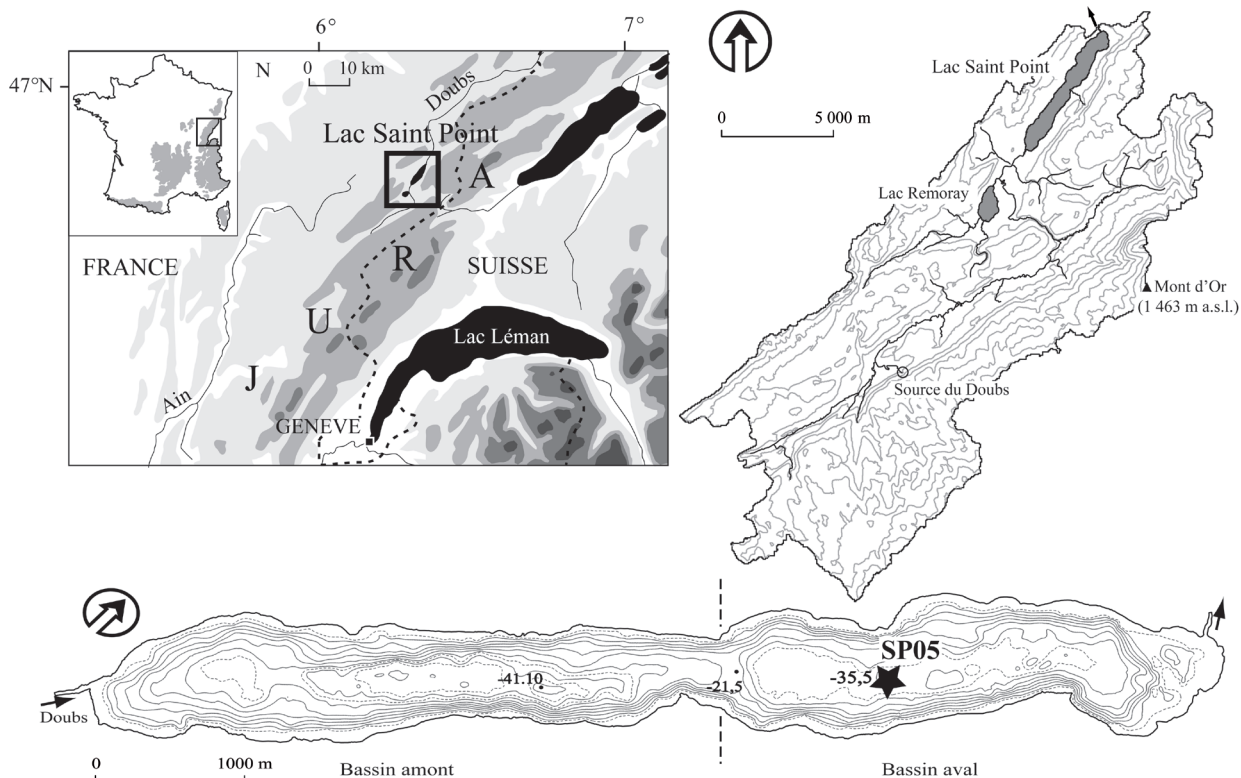 6°
7°
47°N
N
0 10 km
Doubs
Lac Saint Point
A
R
FRANCE
SUISSE
U
Lac Léman
J
Ain
GENEVE
Lac Saint Point
0 5 000 m
Lac Remoray
Mont d'Or
(1 463 m a.s.l.)
Source du Doubs
SP05
-41.10
-21,5
-35,5
Doubs
0 1000 m
Bassin amont
Bassin aval